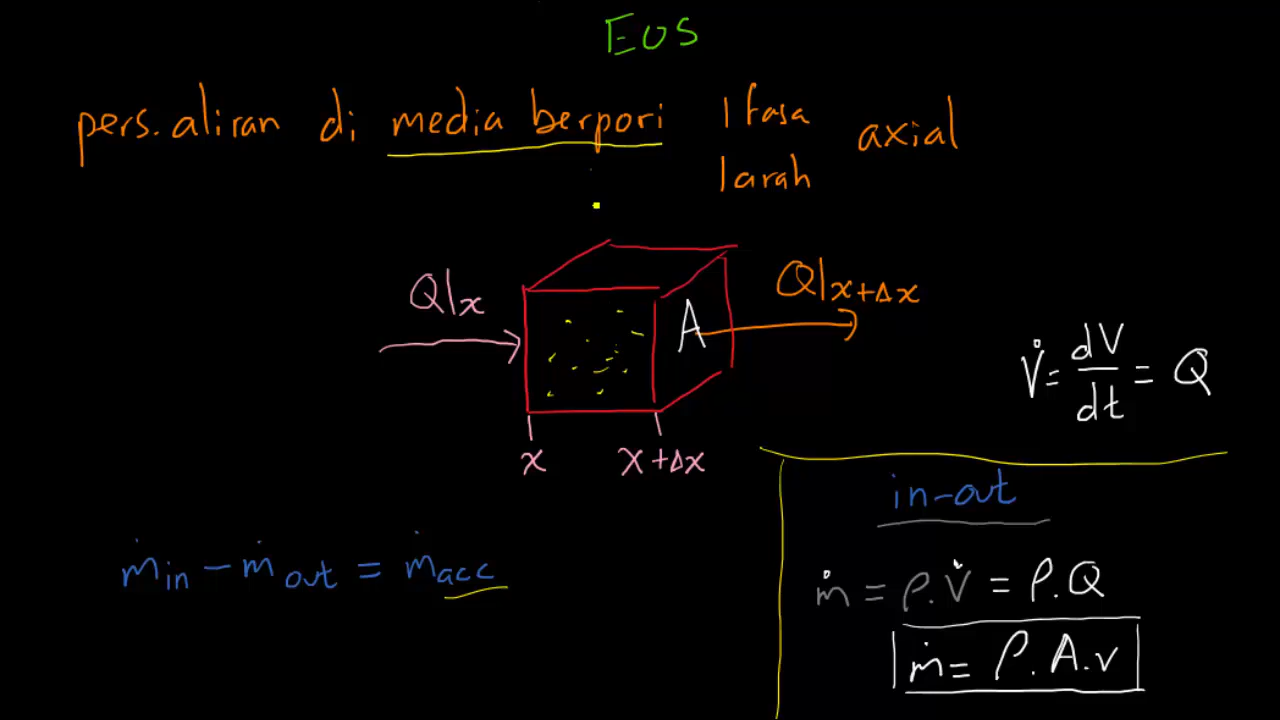 EOS
pers. aliran di media berpori 1 fasa axial
1 arah
Q|x
Q|x+Δx
A
V̇ = dV/dt = Q
x
x+Δx
in-out
ṁin - ṁout = ṁacc
ṁ = ρ.V̇ = ρ.Q
ṁ = ρ.A.v